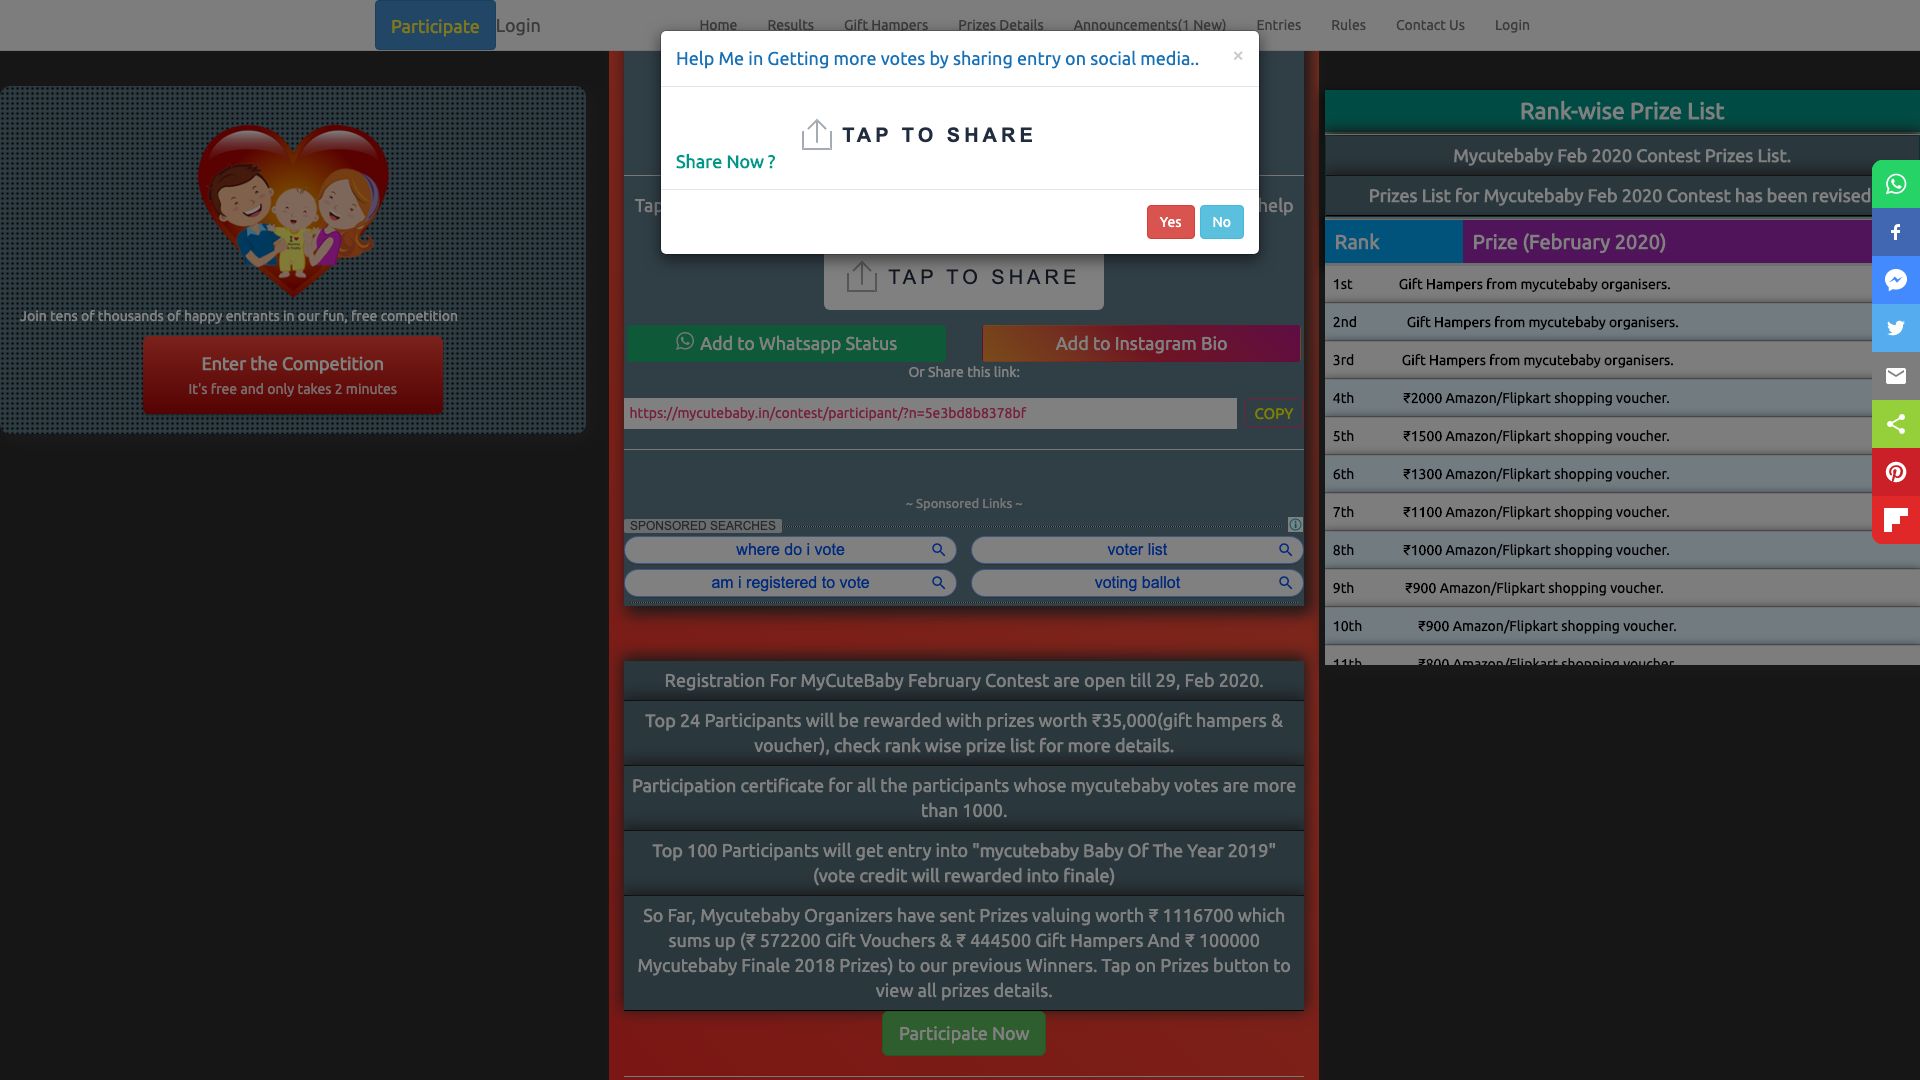 Participate
Login
Home
Results
Gift Hampers
Prizes Details
Announcements(1 New)
Entries
Rules
Contact Us
Login
Help Me in Getting more votes by sharing entry on social media..
×
TAP TO SHARE
Share Now ?
Yes
No
Join tens of thousands of happy entrants in our fun, free competition
Enter the Competition
It's free and only takes 2 minutes
Tap
help
TAP TO SHARE
Add to Whatsapp Status
Add to Instagram Bio
Or Share this link:
https://mycutebaby.in/contest/participant/?n=5e3bd8b8378bf
COPY
~ Sponsored Links ~
SPONSORED SEARCHES
where do i vote
voter list
am i registered to vote
voting ballot
Registration For MyCuteBaby February Contest are open till 29, Feb 2020.
Top 24 Participants will be rewarded with prizes worth ₹35,000(gift hampers &
voucher), check rank wise prize list for more details.
Participation certificate for all the participants whose mycutebaby votes are more
than 1000.
Top 100 Participants will get entry into "mycutebaby Baby Of The Year 2019"
(vote credit will rewarded into finale)
So Far, Mycutebaby Organizers have sent Prizes valuing worth ₹ 1116700 which
sums up (₹ 572200 Gift Vouchers & ₹ 444500 Gift Hampers And ₹ 100000
Mycutebaby Finale 2018 Prizes) to our previous Winners. Tap on Prizes button to
view all prizes details.
Participate Now
Rank-wise Prize List
Mycutebaby Feb 2020 Contest Prizes List.
Prizes List for Mycutebaby Feb 2020 Contest has been revised
Rank Prize (February 2020)
1st Gift Hampers from mycutebaby organisers.
2nd Gift Hampers from mycutebaby organisers.
3rd Gift Hampers from mycutebaby organisers.
4th ₹2000 Amazon/Flipkart shopping voucher.
5th ₹1500 Amazon/Flipkart shopping voucher.
6th ₹1300 Amazon/Flipkart shopping voucher.
7th ₹1100 Amazon/Flipkart shopping voucher.
8th ₹1000 Amazon/Flipkart shopping voucher.
9th ₹900 Amazon/Flipkart shopping voucher.
10th ₹900 Amazon/Flipkart shopping voucher.
11th ₹800 Amazon/Flipkart shopping voucher.